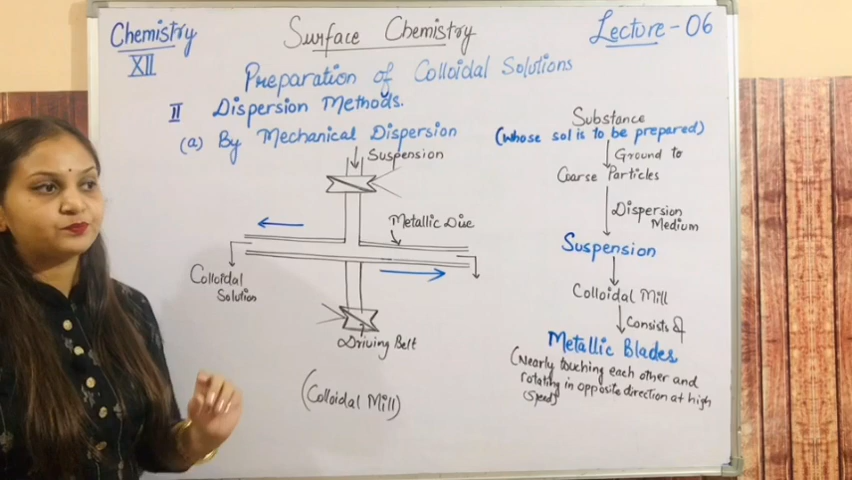 Chemistry
XII
Surface Chemistry
Lecture-06
Preparation of Colloidal Solutions
II Dispersion Methods.
(a) By Mechanical Dispersion
Suspension
Metallic Disc
Colloidal
Solution
Driving Belt
(Colloidal Mill)
Substance
(whose sol is to be prepared)
Ground to
Coarse Particles
Dispersion
Medium
Suspension
Colloidal Mill
Consists of
Metallic Blades
(Nearly touching each other and
rotating in opposite direction at high
speed)